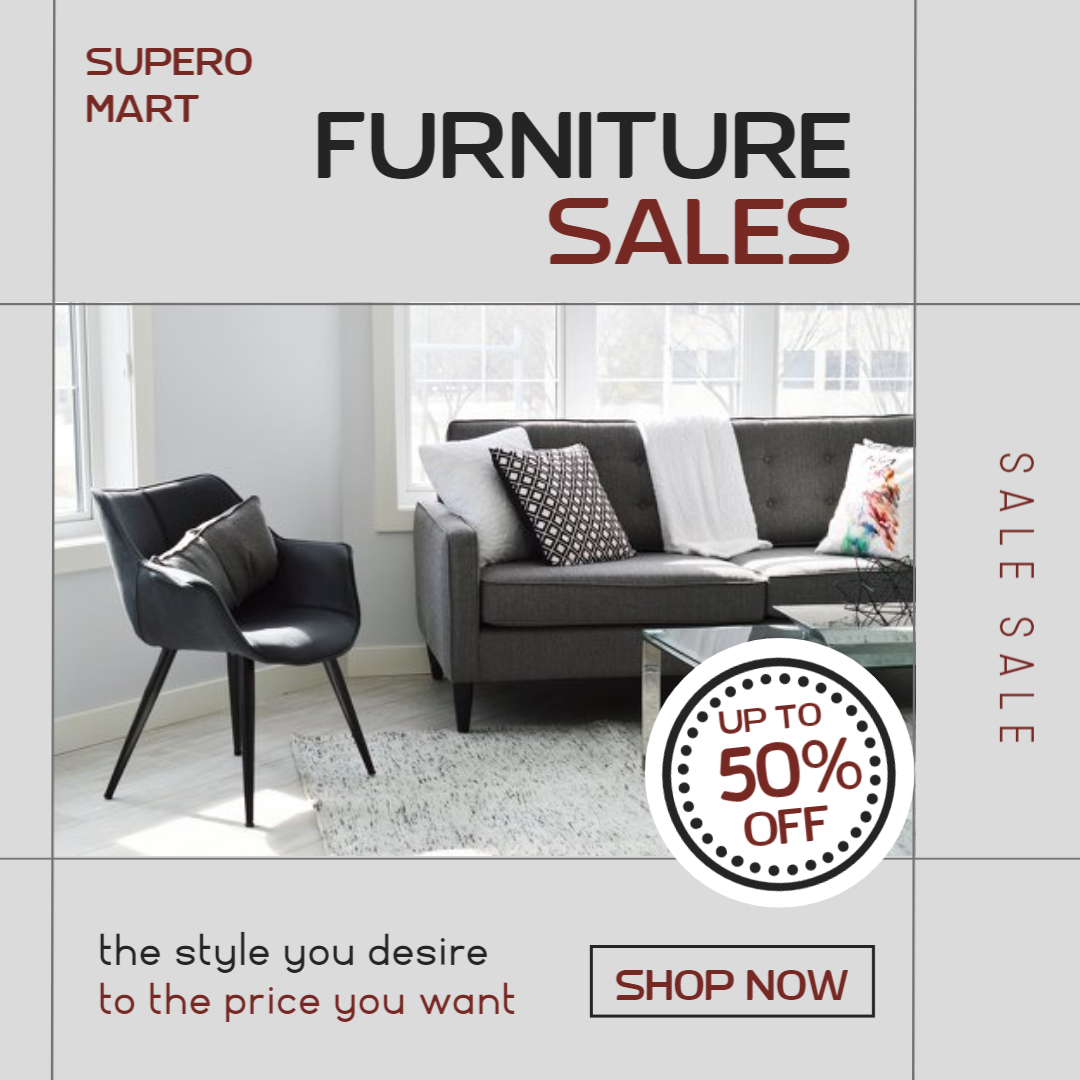 SUPERO
MART
FURNITURE
SALES
SALE SALE
UP TO
50%
OFF
the style you desire
to the price you want
SHOP NOW